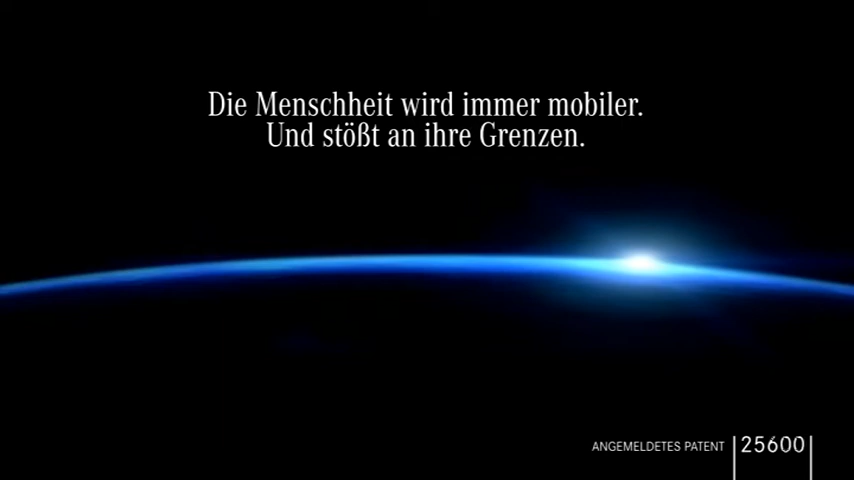 Die Menschheit wird immer mobiler.
Und stößt an ihre Grenzen.
ANGEMELDETES PATENT 25600